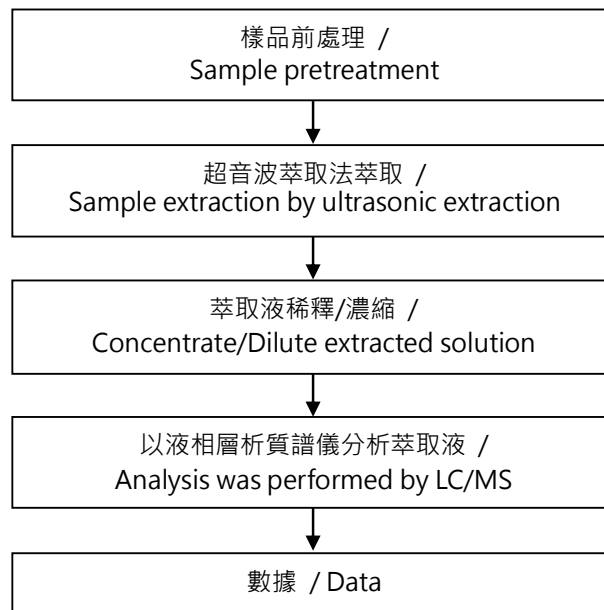 樣品前處理 /
Sample pretreatment
超音波萃取法萃取 /
Sample extraction by ultrasonic extraction
萃取液稀釋/濃縮 /
Concentrate/Dilute extracted solution
以液相層析質譜儀分析萃取液 /
Analysis was performed by LC/MS
數據 / Data